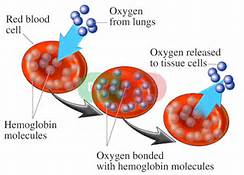 Red blood
cell
Oxygen
from lungs
Oxygen released
to tissue cells
Hemoglobin
molecules
Oxygen bonded
with hemoglobin molecules